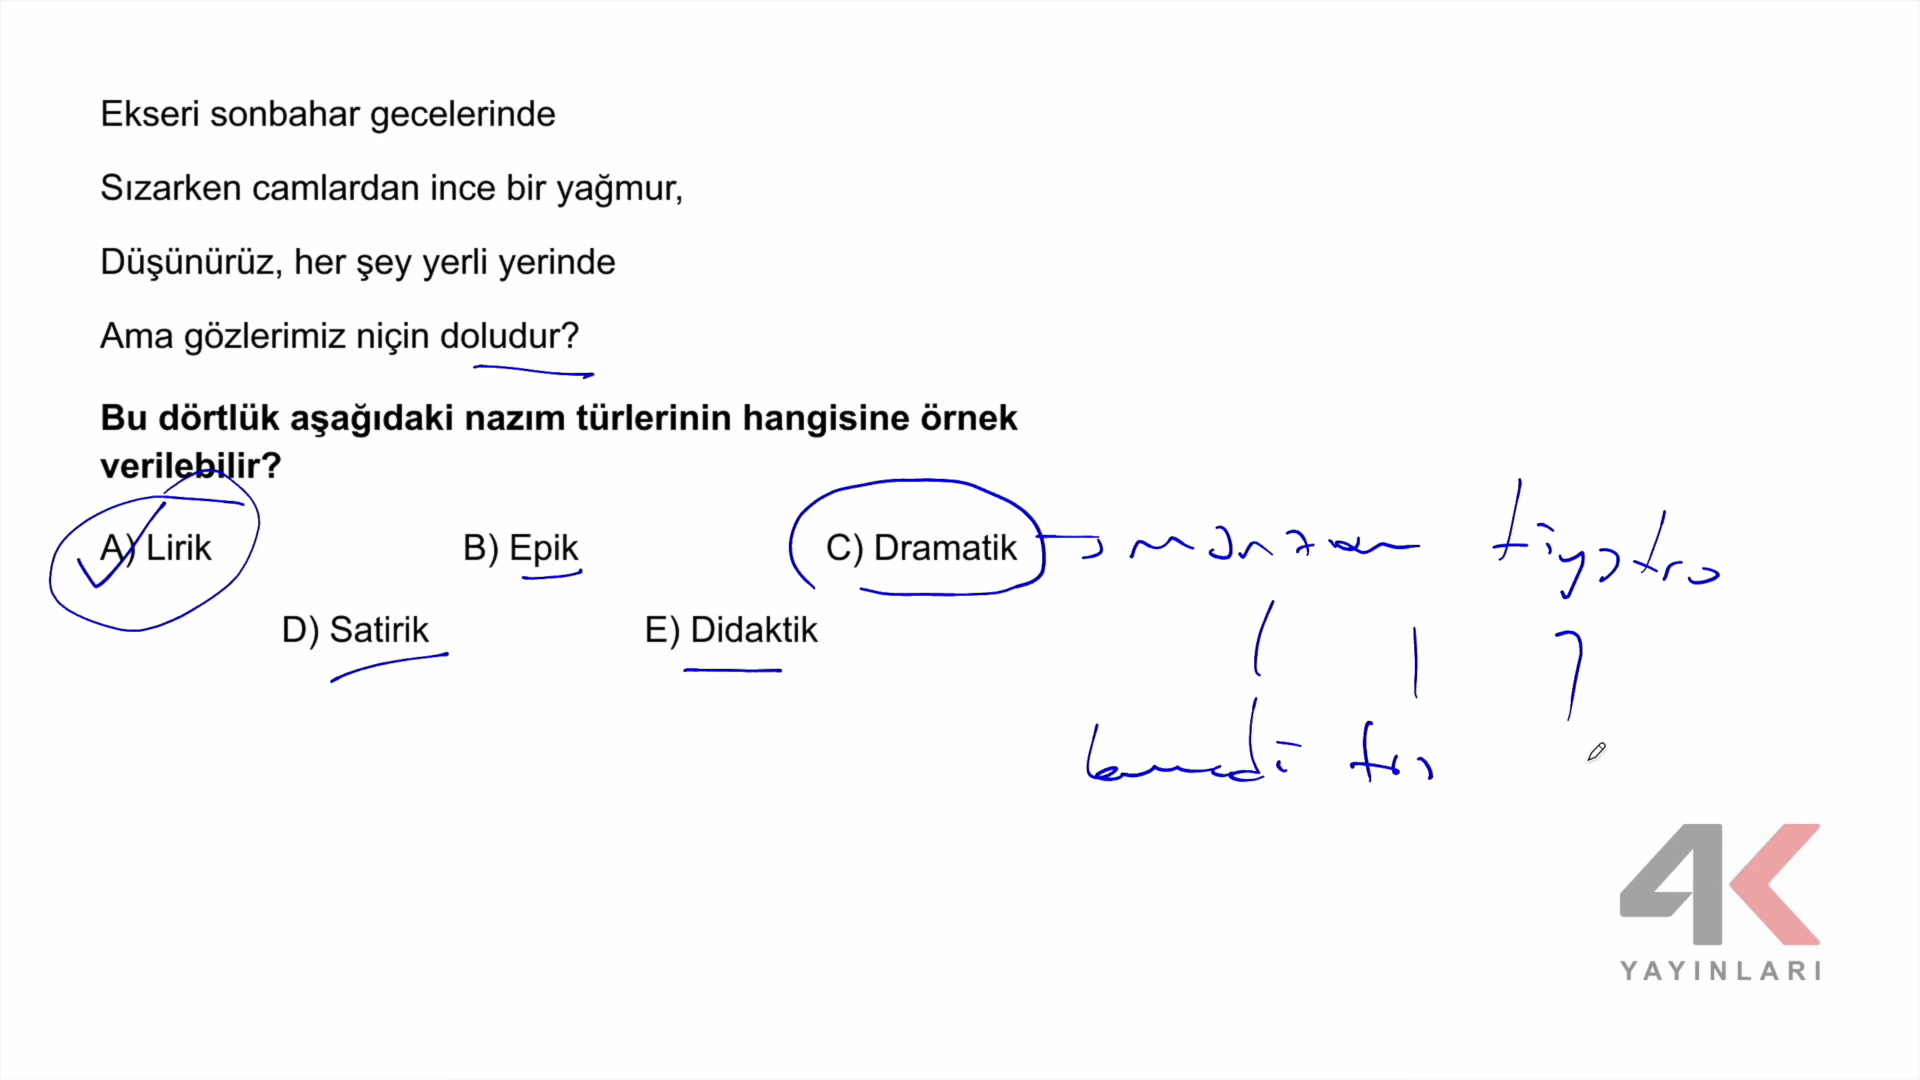 Ekseri sonbahar gecelerinde
Sızarken camlardan ince bir yağmur,
Düşünürüz, her şey yerli yerinde
Ama gözlerimiz niçin doludur?
Bu dörtlük aşağıdaki nazım türlerinin hangisine örnek
verilebilir?
A) Lirik B) Epik C) Dramatik manzum tiyatro
D) Satirik E) Didaktik
komedi tra
4K
YAYINLARI